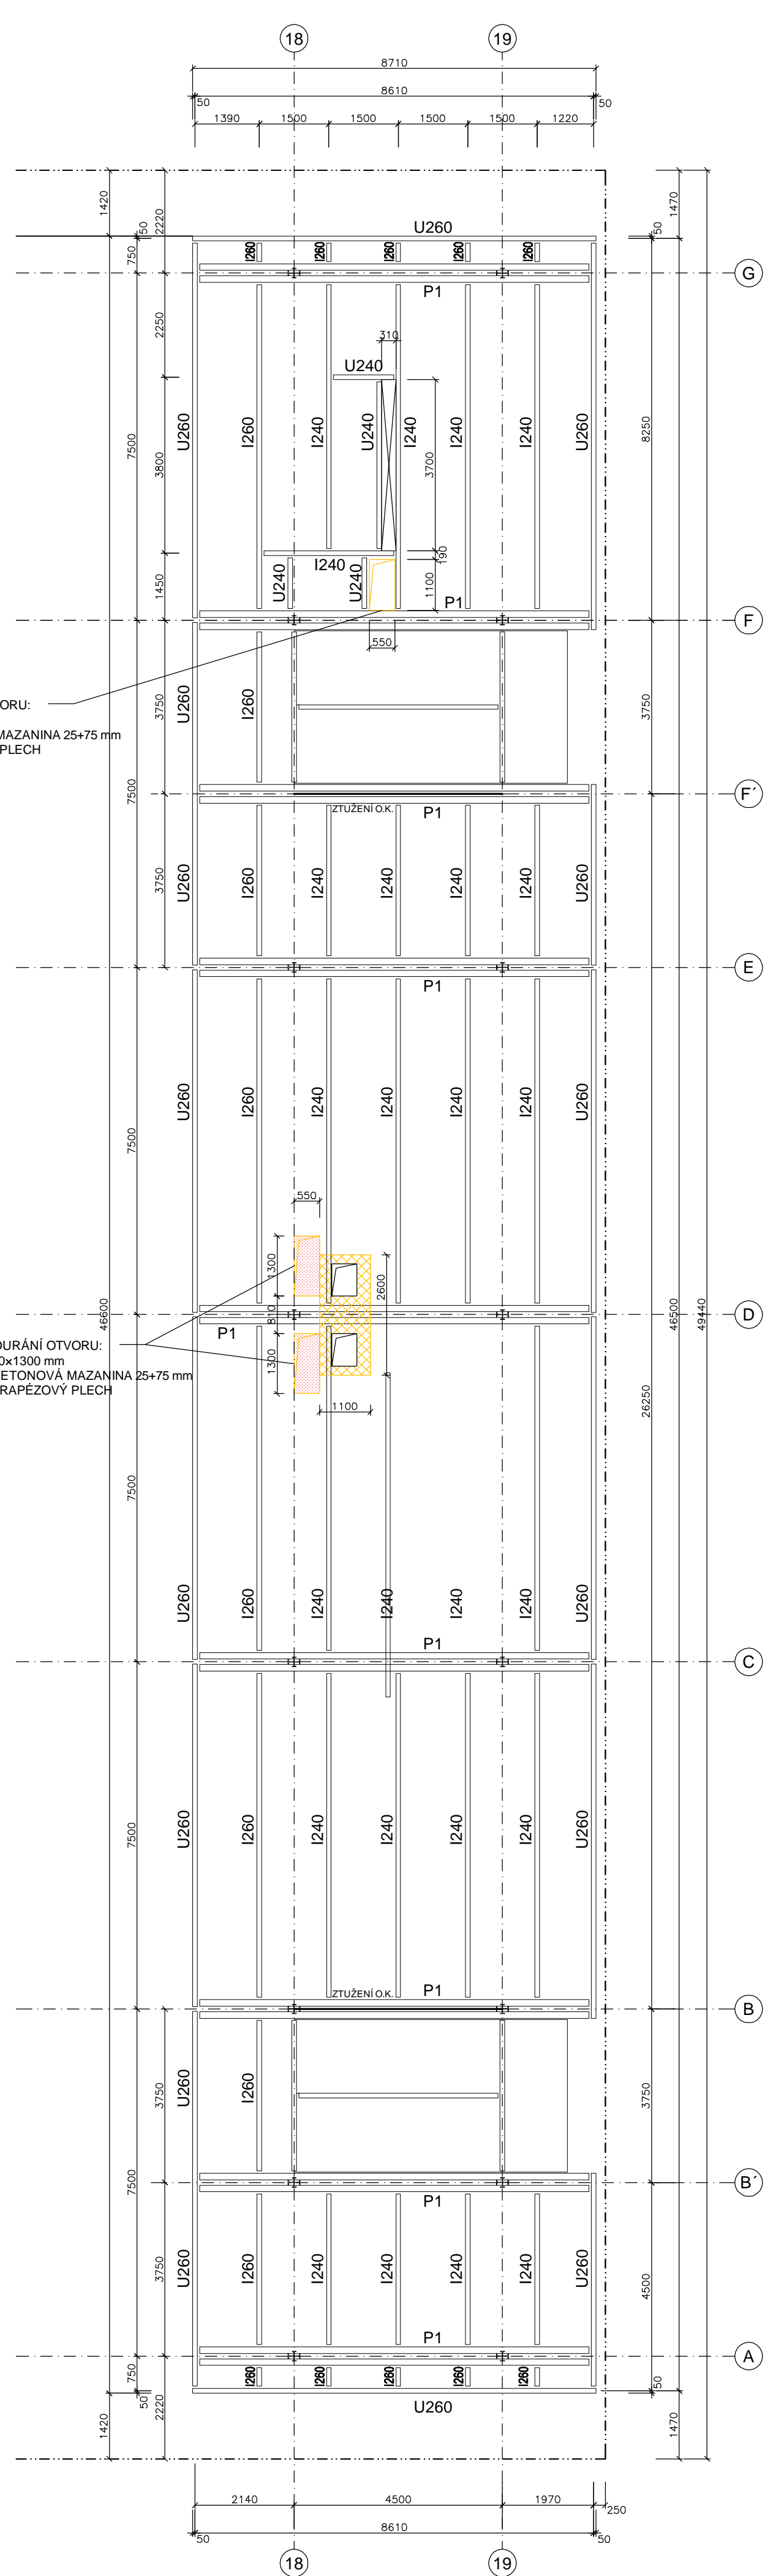 18
19
8710
8610
50
50
1390
1500
1500
1500
1500
1220
1420
2220
50
1470
50
U260
750
I260
I260
I260
I260
I260
G
P1
2250
310
U240
U260
I260
I240
U240
I240
I240
I240
U260
8250
7500
3800
3700
190
I240
U240
U240
1450
1100
P1
F
550
U260
I260
3750
3750
ORU:
MAZANINA 25+75 mm
PLECH
7500
F´
ZTUŽENÍ O.K.
P1
3750
U260
I260
I240
I240
I240
I240
U260
E
P1
U260
I260
I240
I240
I240
I240
U260
7500
550
1300
2600
46600
810
46500
49440
D
P1
OURÁNÍ OTVORU:
0×1300 mm
ETONOVÁ MAZANINA 25+75 mm
RAPÉZOVÝ PLECH
1300
26250
1100
7500
U260
I260
I240
I240
I240
I240
U260
P1
C
7500
U260
I260
I240
I240
I240
I240
U260
ZTUŽENÍ O.K.
P1
B
3750
U260
I260
3750
7500
B´
P1
3750
U260
I260
I240
I240
I240
I240
U260
4500
P1
A
750
I260
I260
I260
I260
I260
50
50
U260
1420
2220
1470
2140
4500
1970
250
50
8610
50
18
19